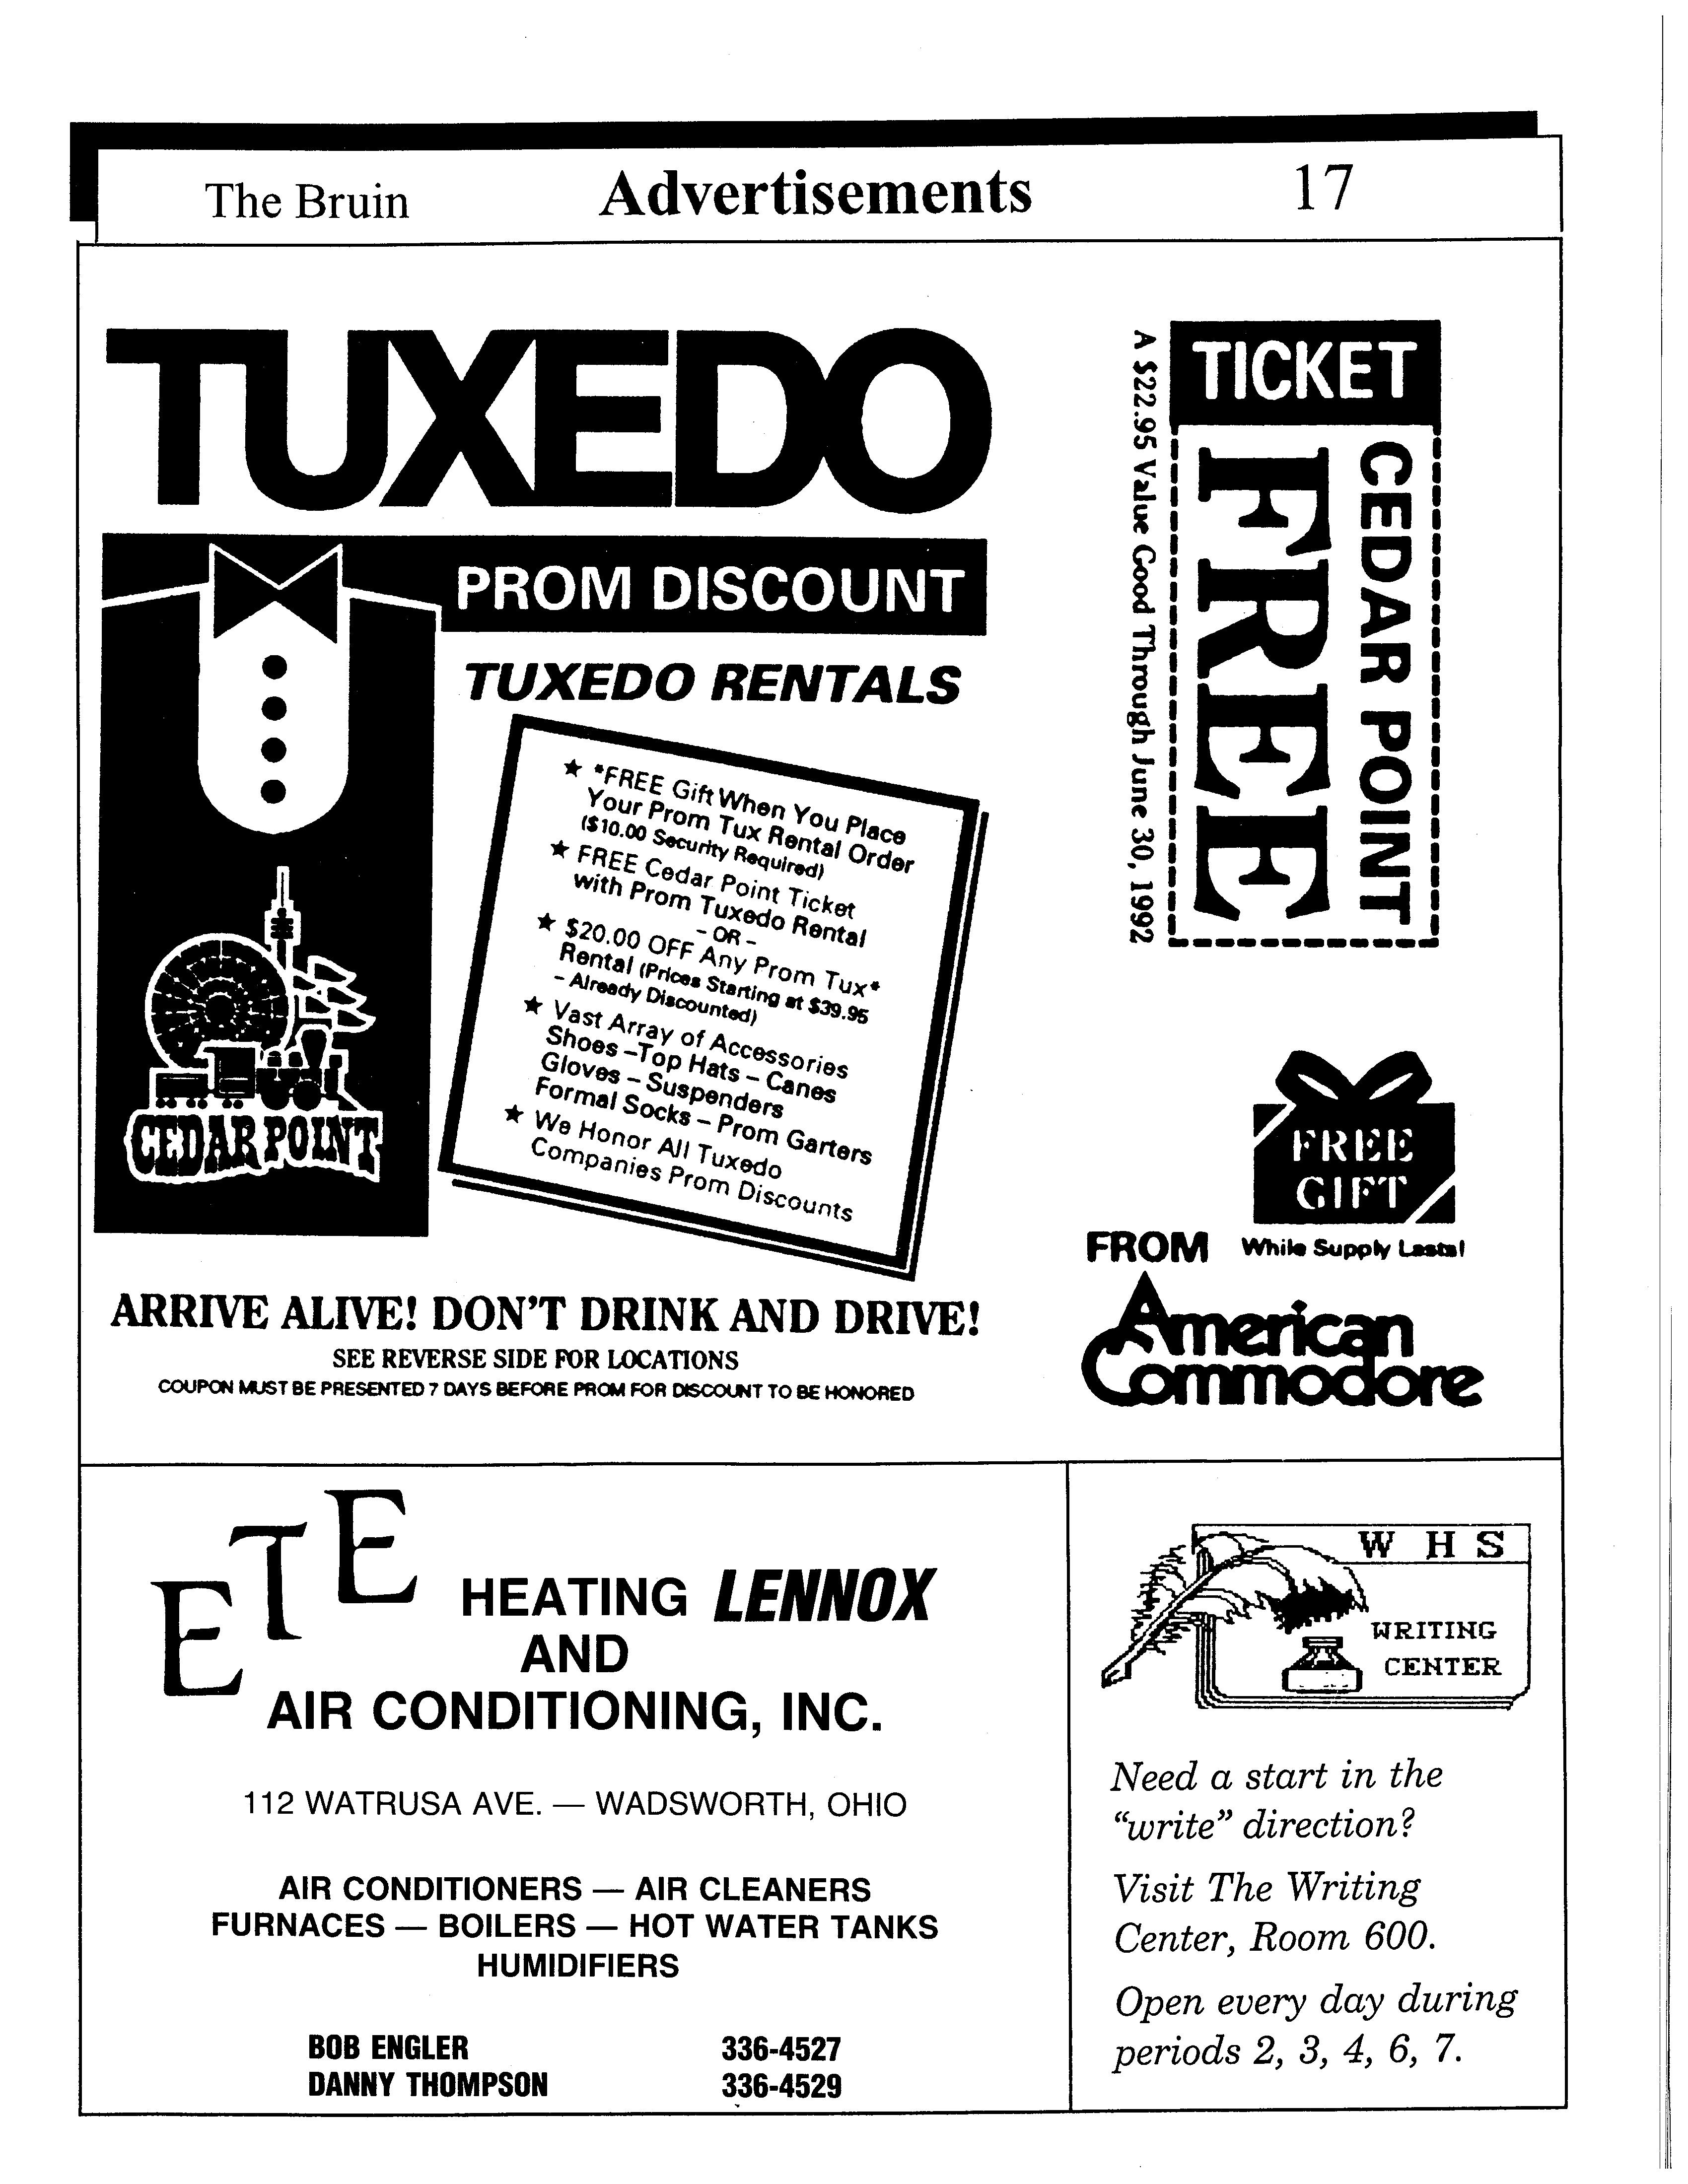 The Bruin Advertisements 17
TUXEDO
PROM DISCOUNT
TUXEDO RENTALS
★ *FREE Gift When You Place
Your Prom Tux Rental Order
($10.00 Security Required)
★ FREE Cedar Point Ticket
with Prom Tuxedo Rental
– OR –
★ $20.00 OFF Any Prom Tux*
Rental (Prices Starting at $39.95
– Already Discounted)
★ Vast Array of Accessories
Shoes – Top Hats – Canes
Gloves – Suspenders
Formal Socks – Prom Garters
★ We Honor All Tuxedo
Companies Prom Discounts
CEDAR POINT
ARRIVE ALIVE! DON'T DRINK AND DRIVE!
SEE REVERSE SIDE FOR LOCATIONS
COUPON MUST BE PRESENTED 7 DAYS BEFORE PROM FOR DISCOUNT TO BE HONORED
TICKET
CEDAR POINT
FREE
A $22.95 Value Good Through June 30, 1992
FREE
GIFT
FROM While Supply Lasts!
American
Commodore
ETE
HEATING LENNOX
AND
AIR CONDITIONING, INC.
112 WATRUSA AVE. — WADSWORTH, OHIO
AIR CONDITIONERS — AIR CLEANERS
FURNACES — BOILERS — HOT WATER TANKS
HUMIDIFIERS
BOB ENGLER 336-4527
DANNY THOMPSON 336-4529
W H S
WRITING
CENTER
Need a start in the
“write” direction?
Visit The Writing
Center, Room 600.
Open every day during
periods 2, 3, 4, 6, 7.